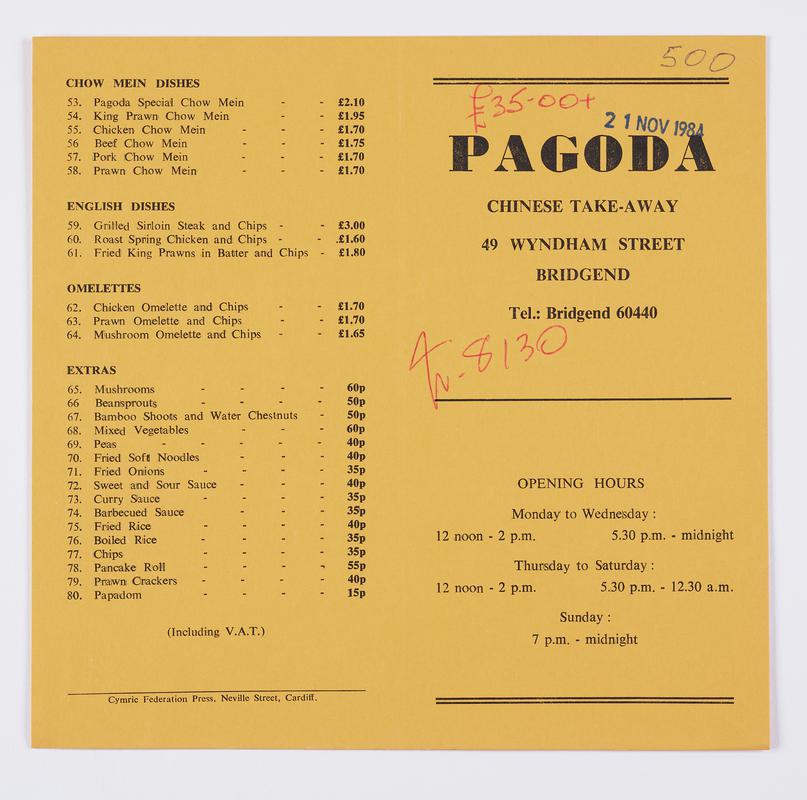 CHOW MEIN DISHES
53. Pagoda Special Chow Mein - - £2.10
54. King Prawn Chow Mein - - £1.95
55. Chicken Chow Mein - - - £1.70
56 Beef Chow Mein - - - £1.75
57. Pork Chow Mein - - - £1.70
58. Prawn Chow Mein - - - £1.70
ENGLISH DISHES
59. Grilled Sirloin Steak and Chips - - £3.00
60. Roast Spring Chicken and Chips - - .£1.60
61. Fried King Prawns in Batter and Chips - £1.80
OMELETTES
62. Chicken Omelette and Chips - - £1.70
63. Prawn Omelette and Chips - - £1.70
64. Mushroom Omelette and Chips - - £1.65
EXTRAS
65. Mushrooms - - - - 60p
66 Beansprouts - - - - 50p
67. Bamboo Shoots and Water Chestnuts - 50p
68. Mixed Vegetables - - - 60p
69. Peas - - - - - 40p
70. Fried Soft Noodles - - - 40p
71. Fried Onions - - - - 35p
72. Sweet and Sour Sauce - - - 40p
73. Curry Sauce - - - - 35p
74. Barbecued Sauce - - - 35p
75. Fried Rice - - - - 40p
76. Boiled Rice - - - - 35p
77. Chips - - - - 35p
78. Pancake Roll - - - - 55p
79. Prawn Crackers - - - - 40p
80. Papadom - - - - 15p
(Including V.A.T.)
Cymric Federation Press, Neville Street, Cardiff.
500
£35-00+
21 NOV 1984
PAGODA
CHINESE TAKE-AWAY
49 WYNDHAM STREET
BRIDGEND
Tel.: Bridgend 60440
8130
OPENING HOURS
Monday to Wednesday :
12 noon - 2 p.m. 5.30 p.m. - midnight
Thursday to Saturday :
12 noon - 2 p.m. 5.30 p.m. - 12.30 a.m.
Sunday :
7 p.m. - midnight